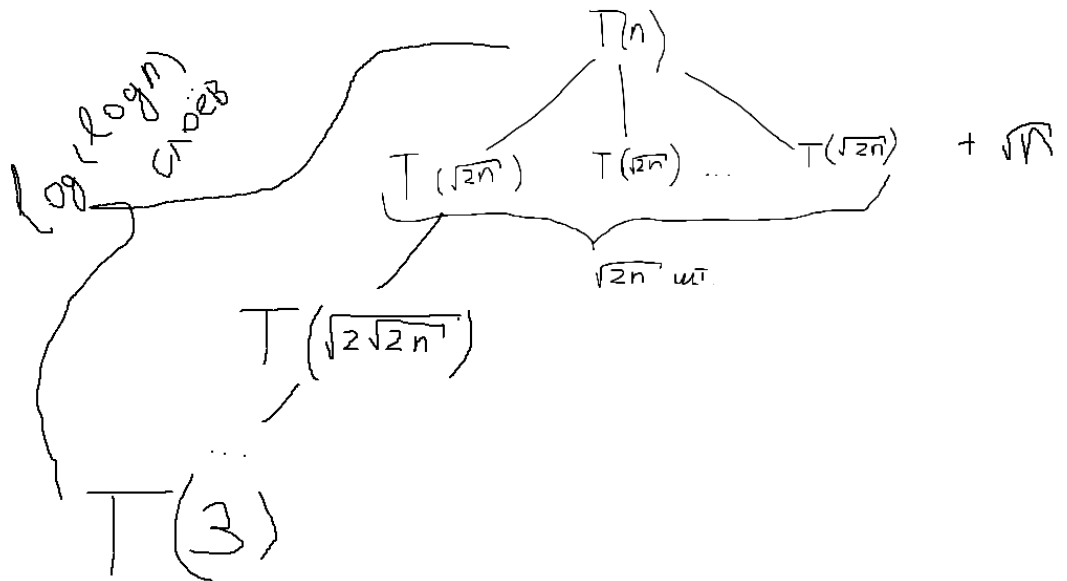 T(n)
log(logn)
слоев
T(√2n) T(√2n) ... T(√2n) + √n
√2n шт.
T(√2√2n)
...
T(3)